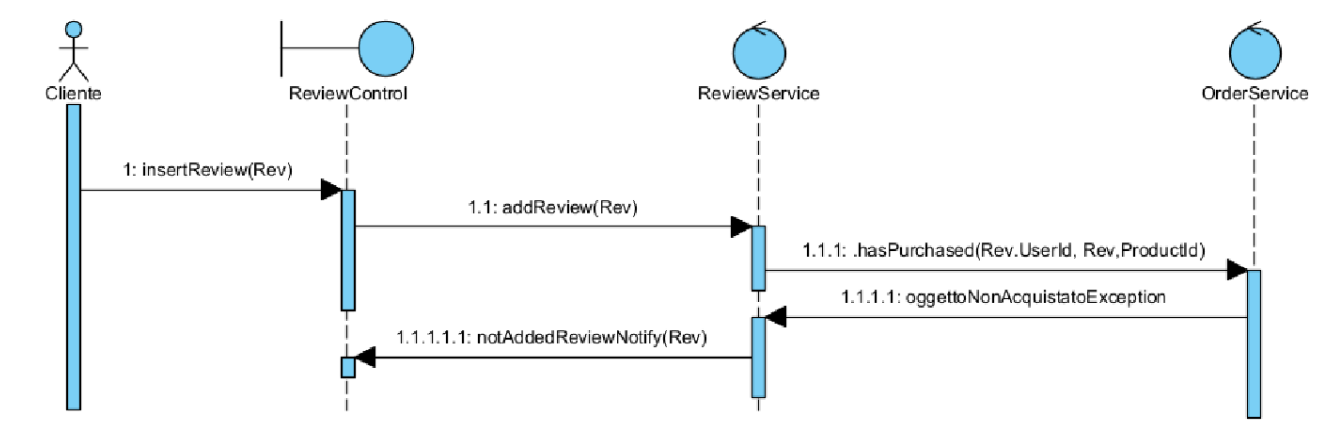 Cliente
ReviewControl
ReviewService
OrderService
1: insertReview(Rev)
1.1: addReview(Rev)
1.1.1: .hasPurchased(Rev.UserId, Rev,ProductId)
1.1.1.1: oggettoNonAcquistatoException
1.1.1.1.1: notAddedReviewNotify(Rev)